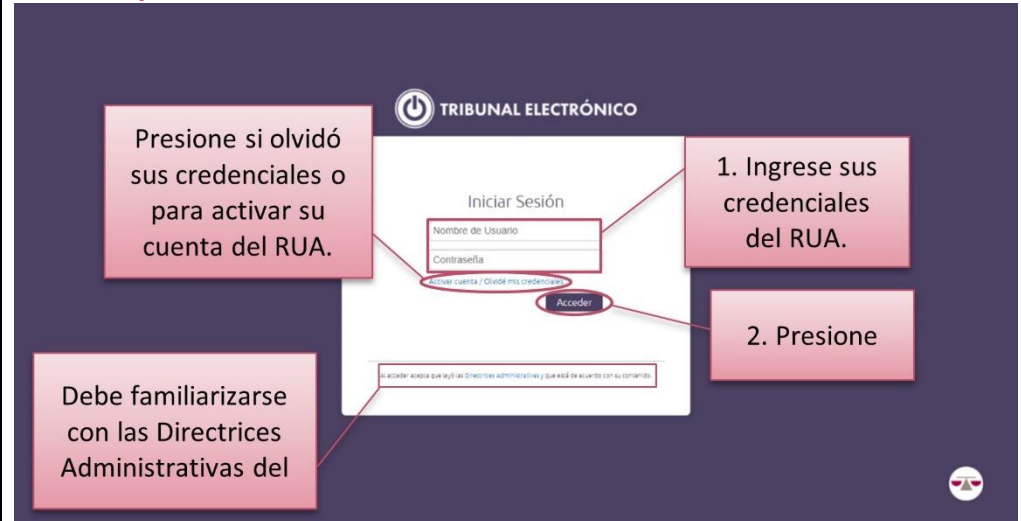 TRIBUNAL ELECTRÓNICO
Presione si olvidó
sus credenciales o
para activar su
cuenta del RUA.
1. Ingrese sus
credenciales
del RUA.
Iniciar Sesión
Nombre de Usuario
Contraseña
Activar cuenta / Olvidé mis credenciales
Acceder
2. Presione
Al acceder acepta que leyó las Directrices Administrativas y que está de acuerdo con su contenido.
Debe familiarizarse
con las Directrices
Administrativas del